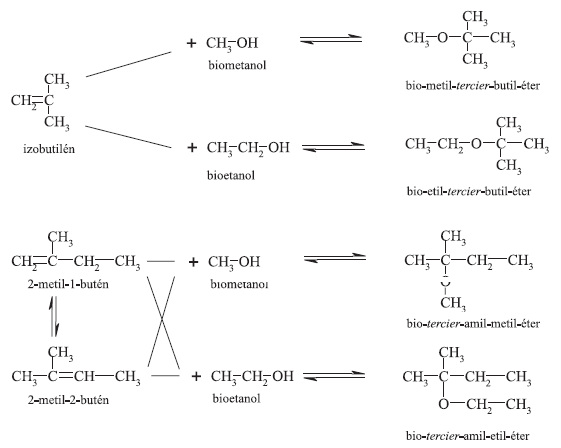 CH₂=C
CH₃
CH₃
izobutilén
+ CH₃-OH
biometanol
CH₃-O-C-CH₃
CH₃
CH₃
bio-metil-tercier-butil-éter
+ CH₃-CH₂-OH
bioetanol
CH₃-CH₂-O-C-CH₃
CH₃
CH₃
bio-etil-tercier-butil-éter
CH₃
CH₂=C-CH₂-CH₃
2-metil-1-butén
+ CH₃-OH
biometanol
CH₃
CH₃-C-CH₂-CH₃
O
CH₃
bio-tercier-amil-metil-éter
CH₃
CH₃-C=CH-CH₃
2-metil-2-butén
+ CH₃-CH₂-OH
bioetanol
CH₃
CH₃-C-CH₂-CH₃
O-CH₂-CH₃
bio-tercier-amil-etil-éter